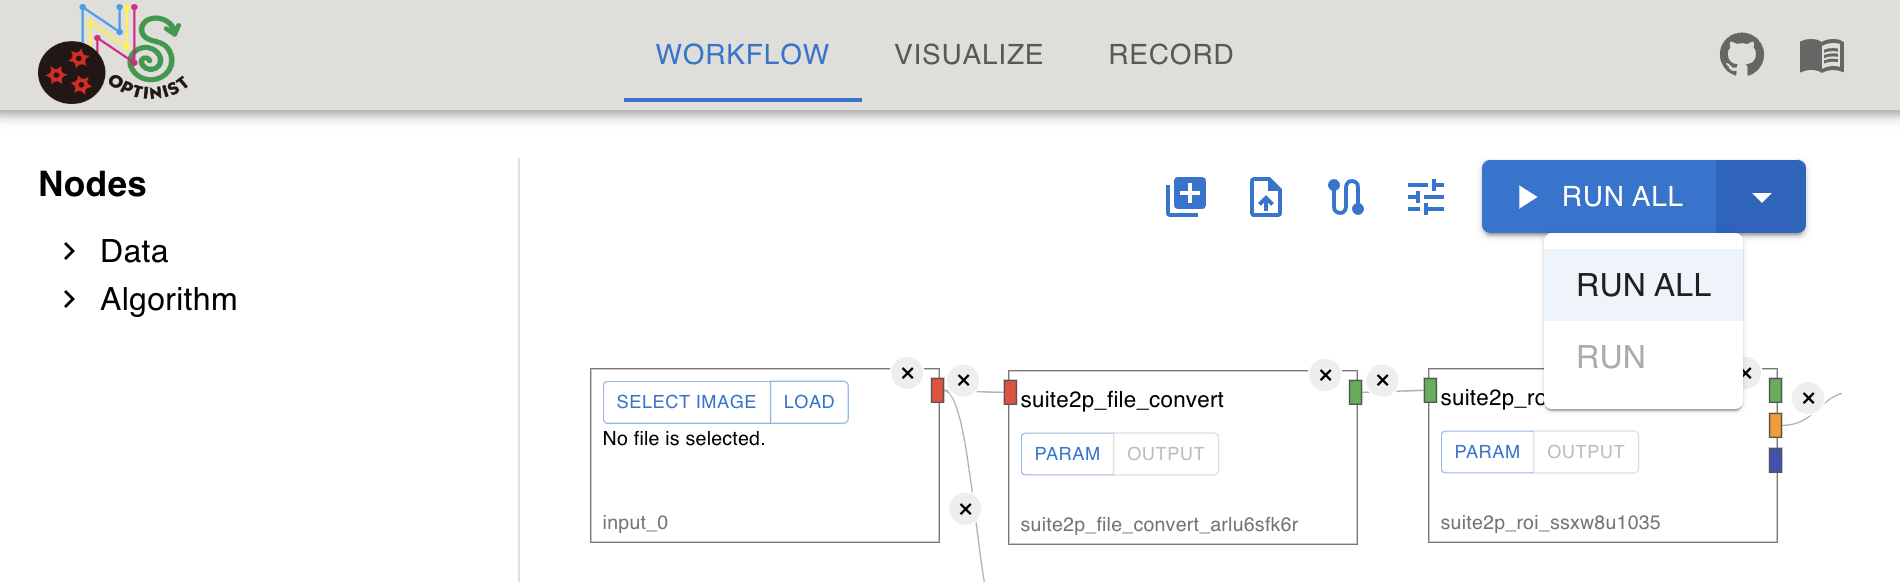 NS
OPTINIST
WORKFLOW
VISUALIZE
RECORD
Nodes
Data
Algorithm
RUN ALL
RUN ALL
RUN
SELECT IMAGE
LOAD
No file is selected.
input_0
suite2p_file_convert
PARAM
OUTPUT
suite2p_file_convert_arlu6sfk6r
suite2p_ro
PARAM
OUTPUT
suite2p_roi_ssxw8u1035